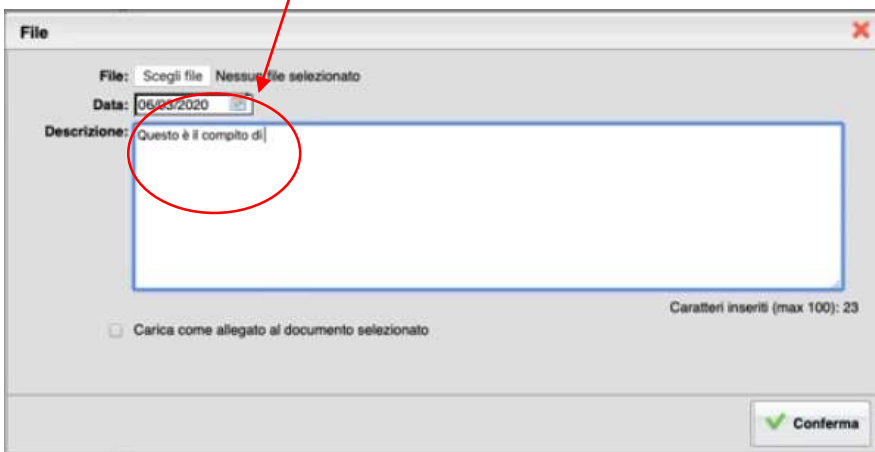 File
File: Scegli file Nessun file selezionato
Data: 06/03/2020
Descrizione: Questo è il compito di
Caratteri inseriti (max 100): 23
Carica come allegato al documento selezionato
Conferma